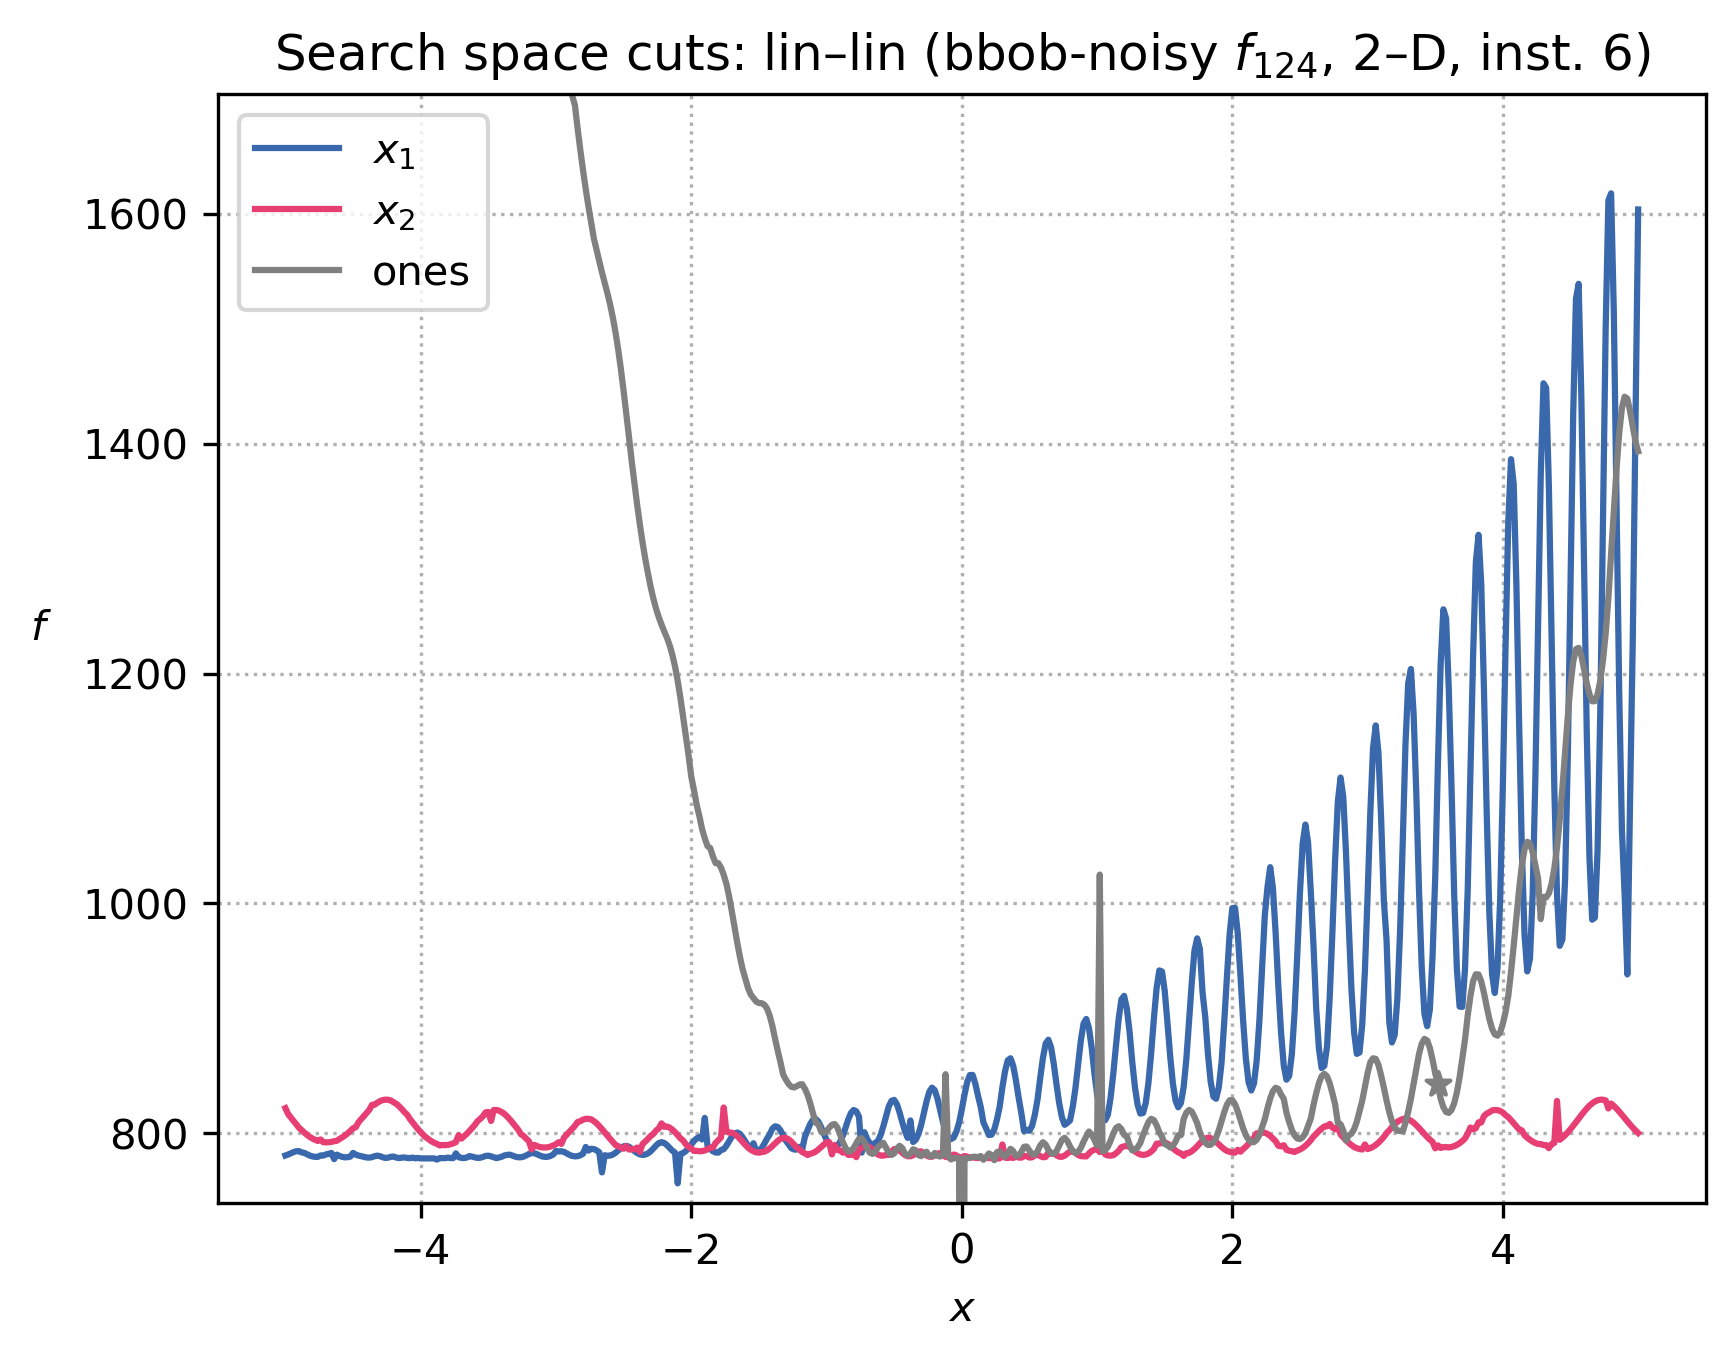 Search space cuts: lin–lin (bbob-noisy f₁₂₄, 2–D, inst. 6)
x₁
x₂
ones
1600
1400
1200
1000
800
f
−4 −2 0 2 4
x